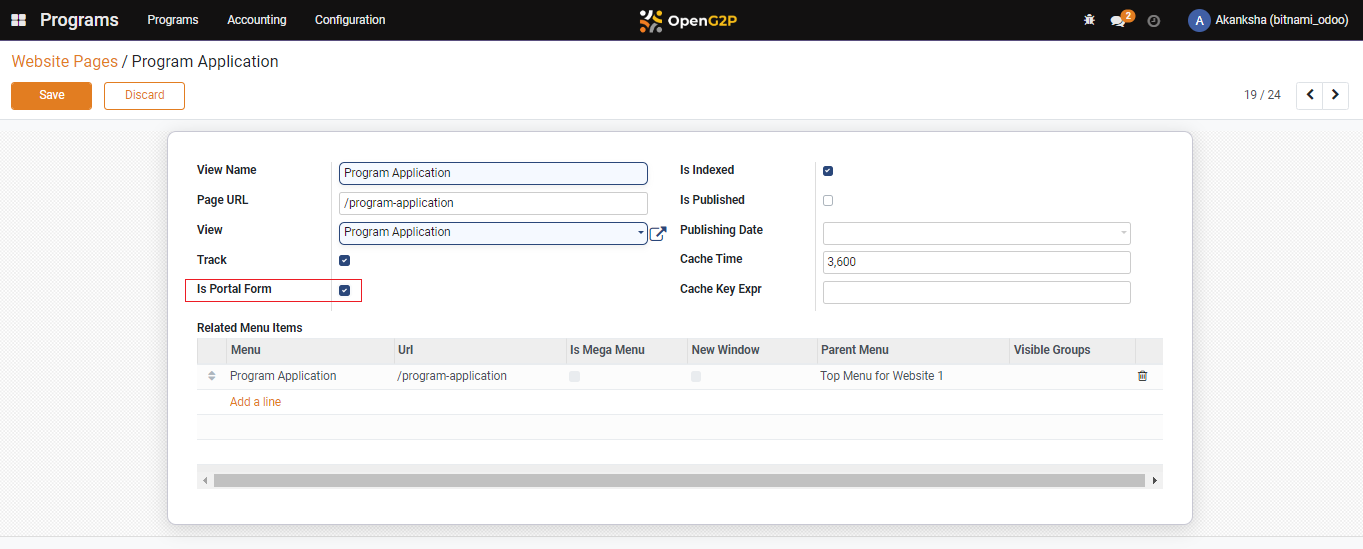 Programs Programs Accounting Configuration OpenG2P 2 A Akanksha (bitnami_odoo)
Website Pages / Program Application
Save Discard 19 / 24
View Name Program Application Is Indexed
Page URL /program-application Is Published
View Program Application Publishing Date
Track Cache Time 3,600
Is Portal Form Cache Key Expr
Related Menu Items
Menu Url Is Mega Menu New Window Parent Menu Visible Groups
Program Application /program-application Top Menu for Website 1
Add a line